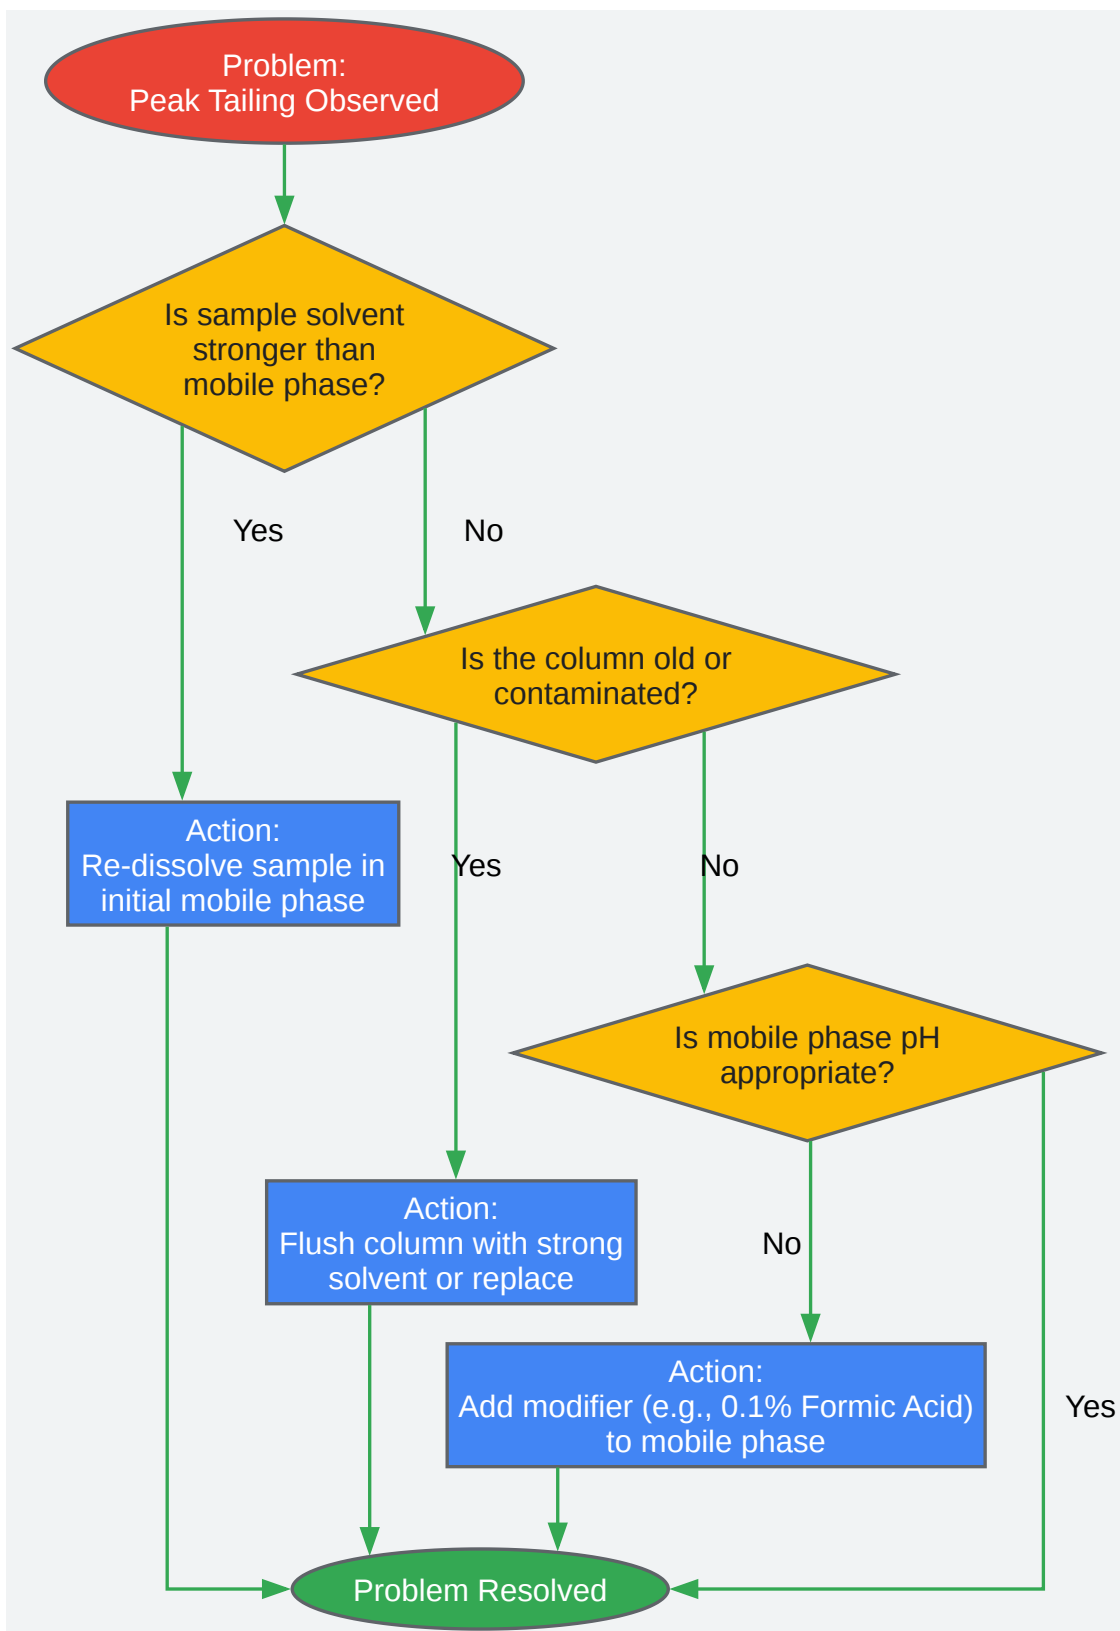 Problem:
Peak Tailing Observed
Is sample solvent
stronger than
mobile phase?
Yes
No
Is the column old or
contaminated?
Action:
Re-dissolve sample in
initial mobile phase
Yes
No
Is mobile phase pH
appropriate?
Action:
Flush column with strong
solvent or replace
No
Action:
Add modifier (e.g., 0.1% Formic Acid)
to mobile phase
Yes
Problem Resolved